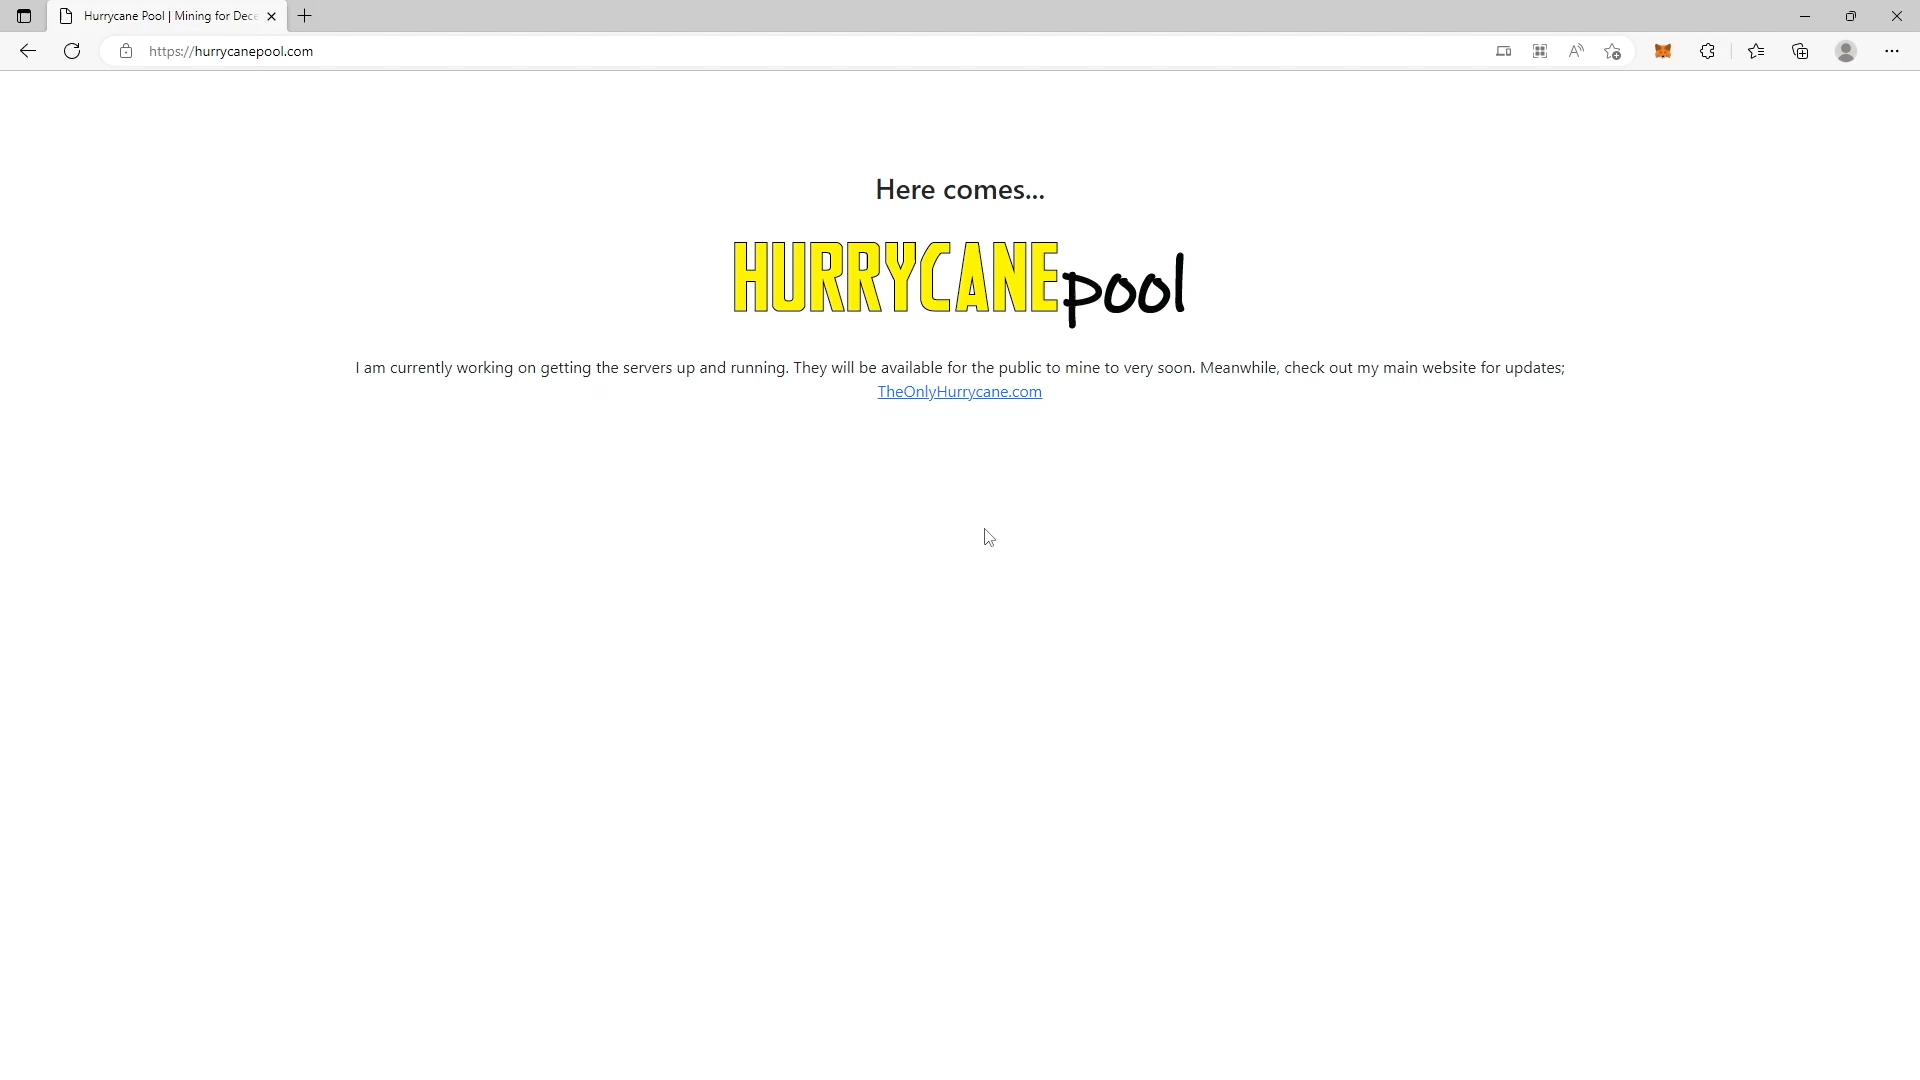 Hurrycane Pool | Mining for Dece
https://hurrycanepool.com
Here comes...
HURRYCANEpool
I am currently working on getting the servers up and running. They will be available for the public to mine to very soon. Meanwhile, check out my main website for updates;
TheOnlyHurrycane.com